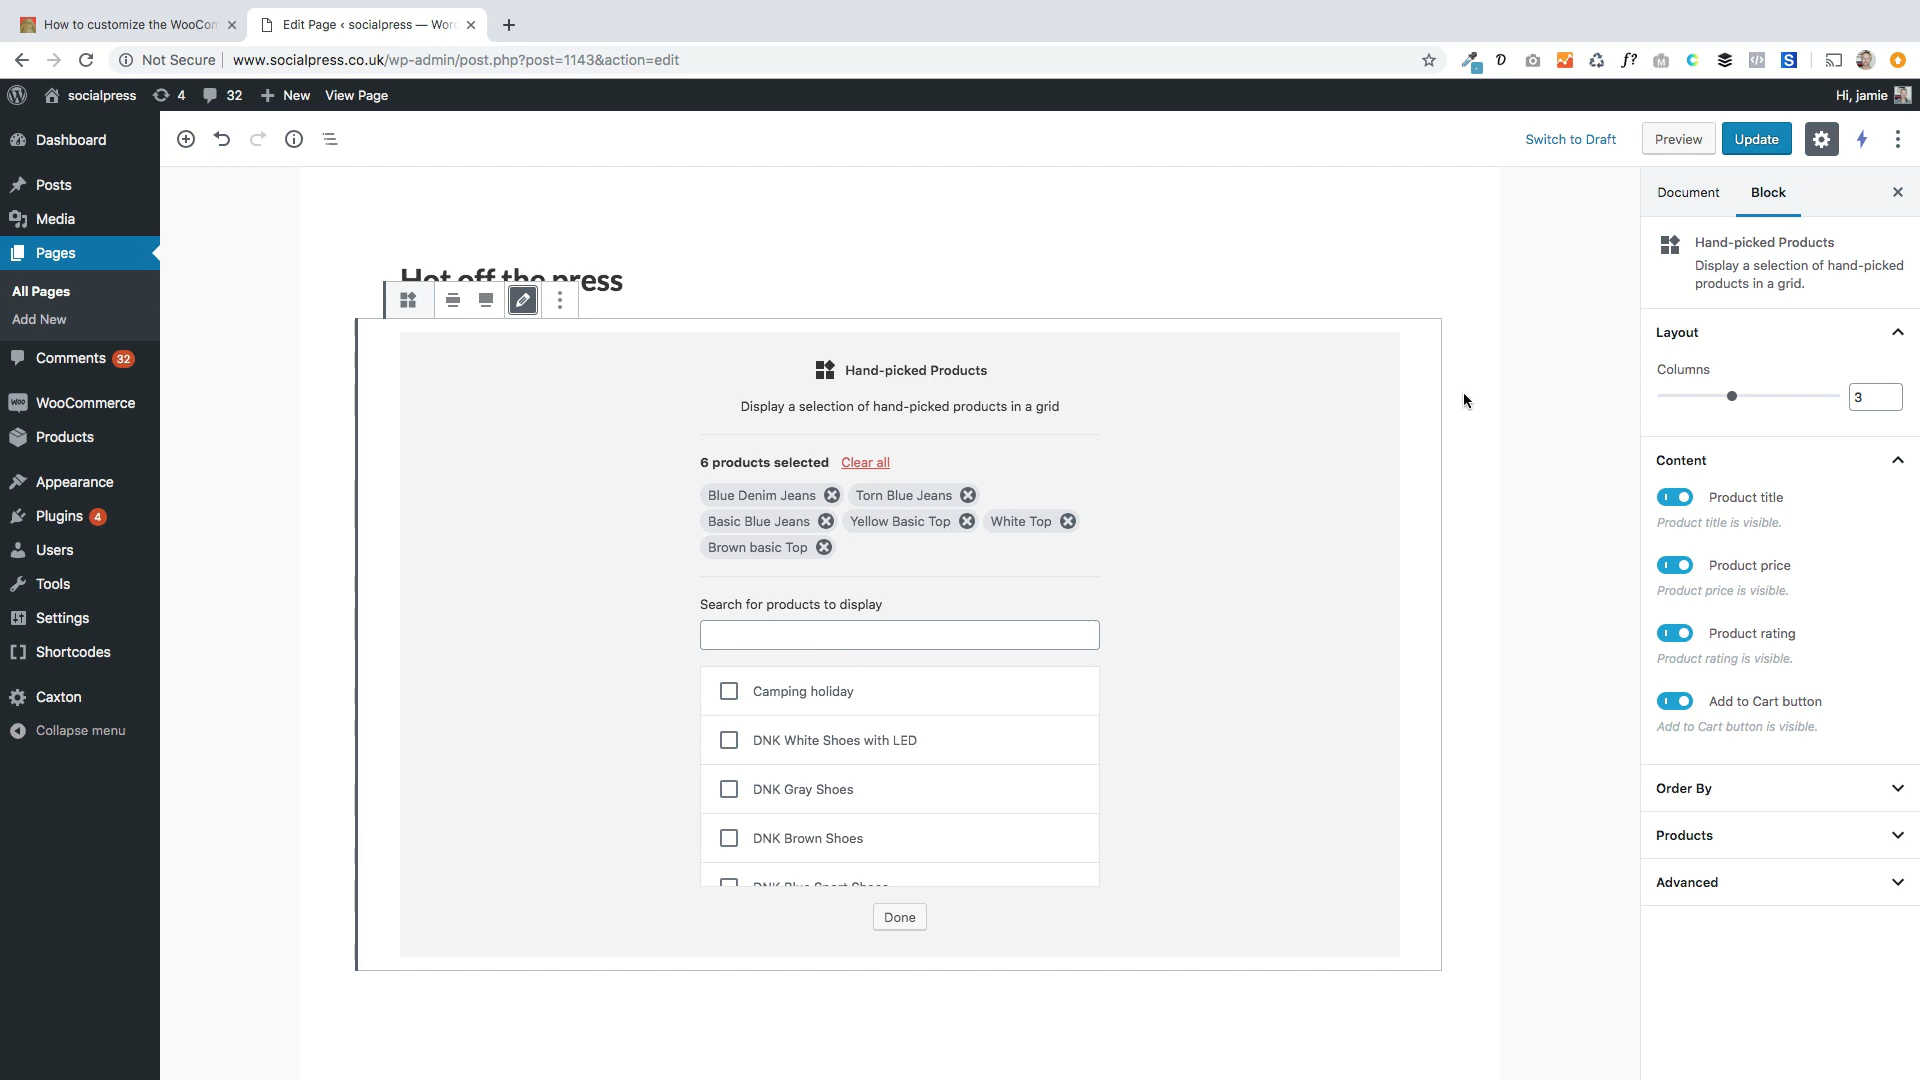 How to customize the WooCon
Edit Page ‹ socialpress — Word
Not Secure
www.socialpress.co.uk/wp-admin/post.php?post=1143&action=edit
socialpress
4
32
New
View Page
Hi, jamie
Dashboard
Posts
Media
Pages
All Pages
Add New
Comments 32
WooCommerce
Products
Appearance
Plugins 4
Users
Tools
Settings
Shortcodes
Caxton
Collapse menu
Switch to Draft
Preview
Update
Hot off the press
Hand-picked Products
Display a selection of hand-picked products in a grid
6 products selected Clear all
Blue Denim Jeans Torn Blue Jeans
Basic Blue Jeans Yellow Basic Top White Top
Brown basic Top
Search for products to display
Camping holiday
DNK White Shoes with LED
DNK Gray Shoes
DNK Brown Shoes
DNK Blue Sport Shoes
Done
Document Block
Hand-picked Products
Display a selection of hand-picked
products in a grid.
Layout
Columns
3
Content
Product title
Product title is visible.
Product price
Product price is visible.
Product rating
Product rating is visible.
Add to Cart button
Add to Cart button is visible.
Order By
Products
Advanced